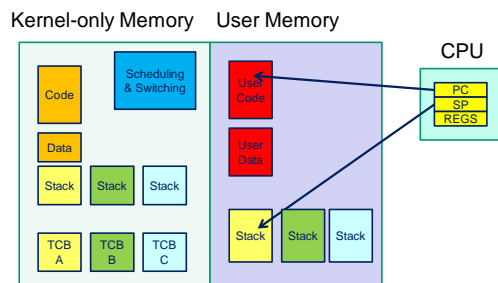 Kernel-only Memory
User Memory
CPU
Scheduling
& Switching
Code
Data
Stack
Stack
Stack
TCB
A
TCB
B
TCB
C
User
Code
User
Data
Stack
Stack
Stack
PC
SP
REGS